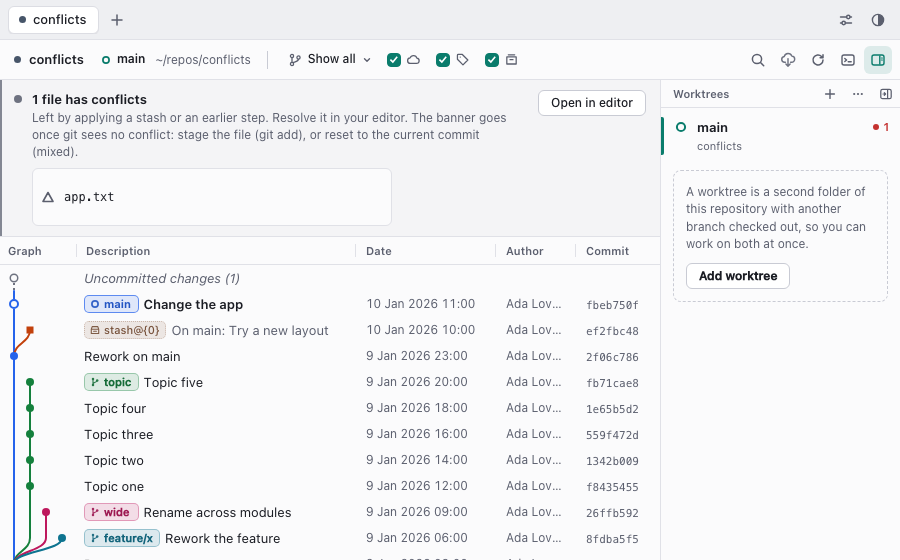 conflicts
conflicts main ~/repos/conflicts Show all
1 file has conflicts
Left by applying a stash or an earlier step. Resolve it in your editor. The banner goes
once git sees no conflict: stage the file (git add), or reset to the current commit
(mixed).
Open in editor
app.txt
Graph Description Date Author Commit
Uncommitted changes (1)
main Change the app 10 Jan 2026 11:00 Ada Lov... fbeb750f
stash@{0} On main: Try a new layout 10 Jan 2026 10:00 Ada Lov... ef2fbc48
Rework on main 9 Jan 2026 23:00 Ada Lov... 2f06c786
topic Topic five 9 Jan 2026 20:00 Ada Lov... fb71cae8
Topic four 9 Jan 2026 18:00 Ada Lov... 1e65b5d2
Topic three 9 Jan 2026 16:00 Ada Lov... 559f472d
Topic two 9 Jan 2026 14:00 Ada Lov... 1342b009
Topic one 9 Jan 2026 12:00 Ada Lov... f8435455
wide Rename across modules 9 Jan 2026 09:00 Ada Lov... 26ffb592
feature/x Rework the feature 9 Jan 2026 06:00 Ada Lov... 8fdba5f5
Worktrees
main 1
conflicts
A worktree is a second folder of
this repository with another
branch checked out, so you can
work on both at once.
Add worktree